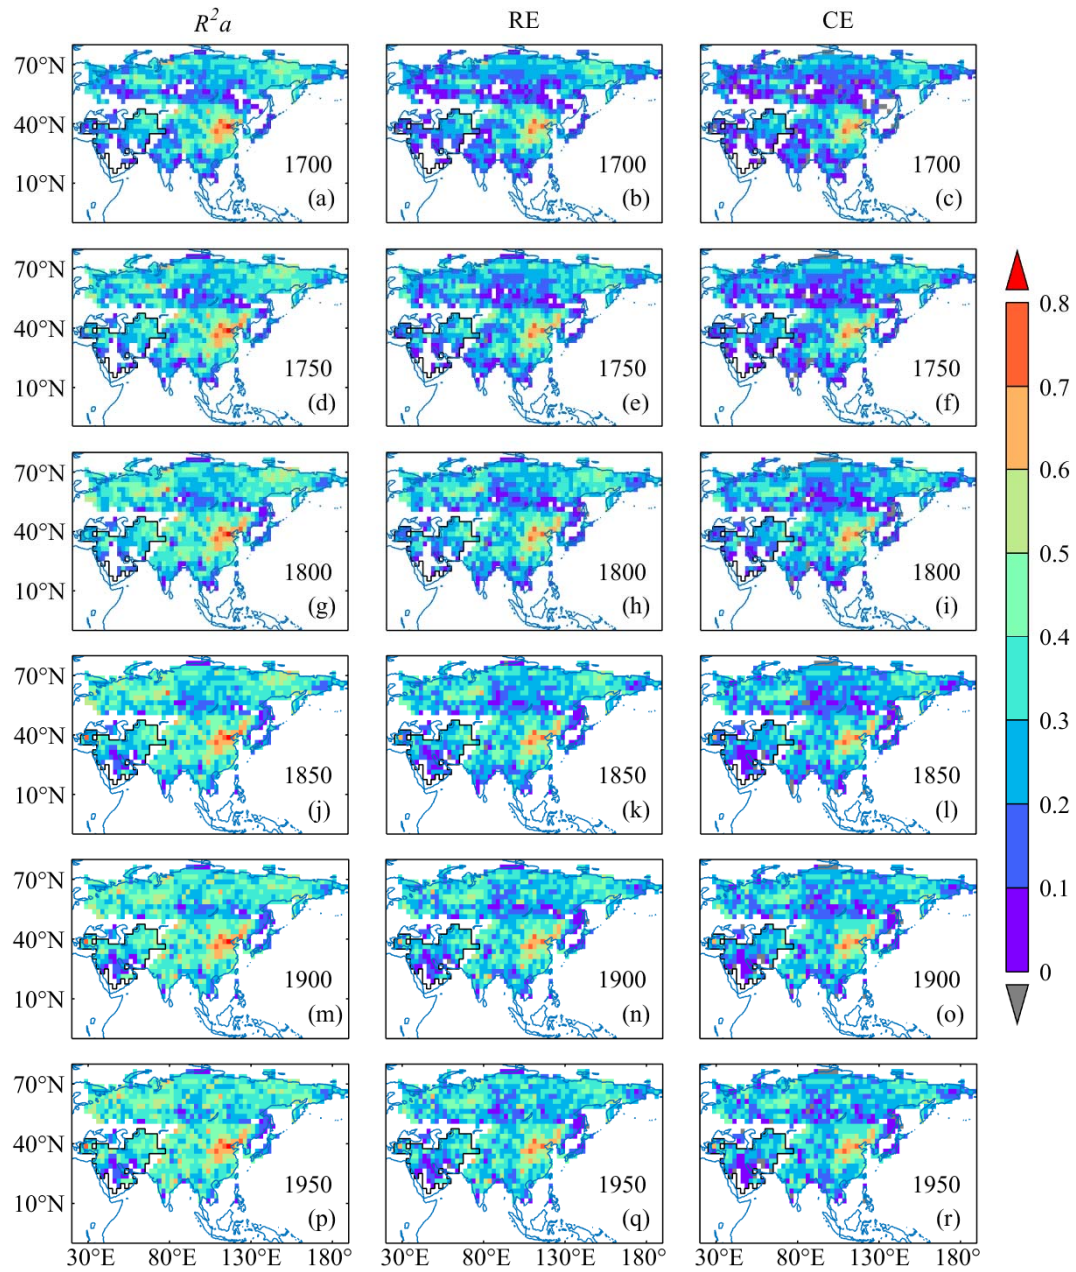 R²a RE CE
70°N
40°N
10°N
1700 1700 1700
(a) (b) (c)
70°N
40°N
10°N
1750 1750 1750
(d) (e) (f)
70°N
40°N
10°N
1800 1800 1800
(g) (h) (i)
70°N
40°N
10°N
1850 1850 1850
(j) (k) (l)
70°N
40°N
10°N
1900 1900 1900
(m) (n) (o)
70°N
40°N
10°N
1950 1950 1950
(p) (q) (r)
30°E 80°E 130°E 180° 30°E 80°E 130°E 180° 30°E 80°E 130°E 180°
0.8
0.7
0.6
0.5
0.4
0.3
0.2
0.1
0